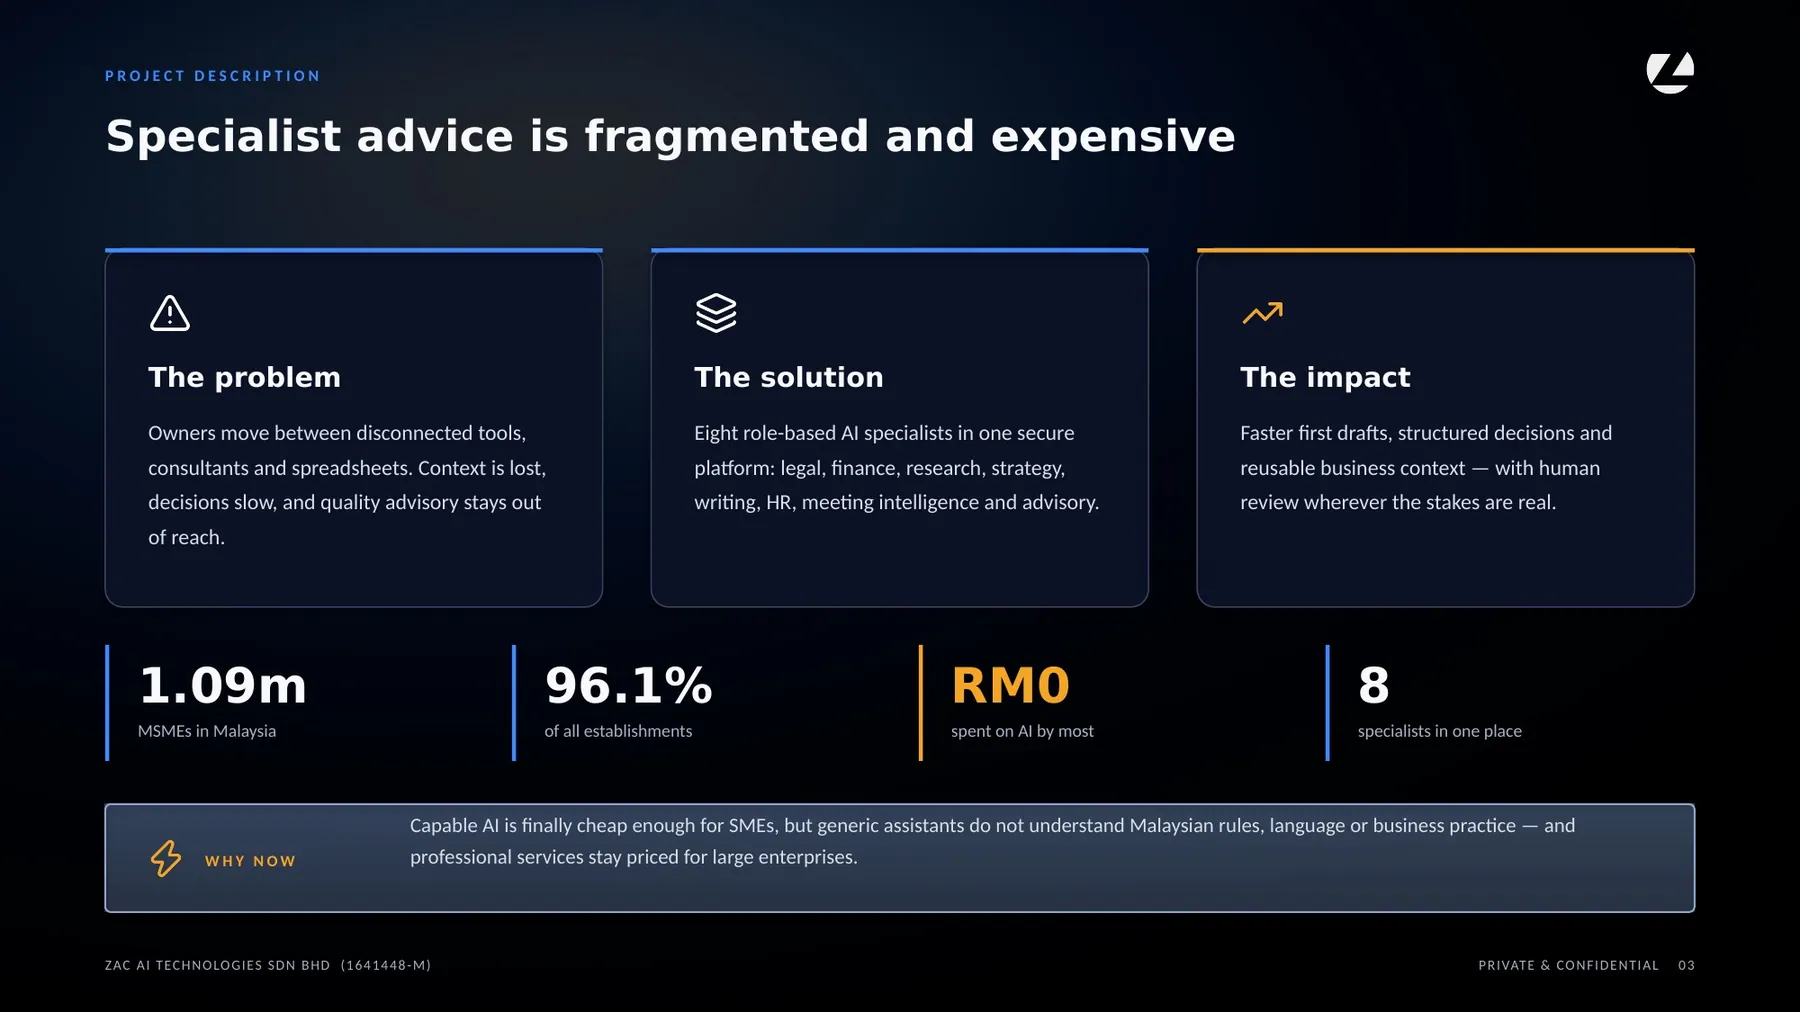 PROJECT DESCRIPTION
Specialist advice is fragmented and expensive
The problem
Owners move between disconnected tools,
consultants and spreadsheets. Context is lost,
decisions slow, and quality advisory stays out
of reach.
The solution
Eight role-based AI specialists in one secure
platform: legal, finance, research, strategy,
writing, HR, meeting intelligence and advisory.
The impact
Faster first drafts, structured decisions and
reusable business context — with human
review wherever the stakes are real.
1.09m
MSMEs in Malaysia
96.1%
of all establishments
RM0
spent on AI by most
8
specialists in one place
WHY NOW
Capable AI is finally cheap enough for SMEs, but generic assistants do not understand Malaysian rules, language or business practice — and
professional services stay priced for large enterprises.
ZAC AI TECHNOLOGIES SDN BHD (1641448-M)
PRIVATE & CONFIDENTIAL 03